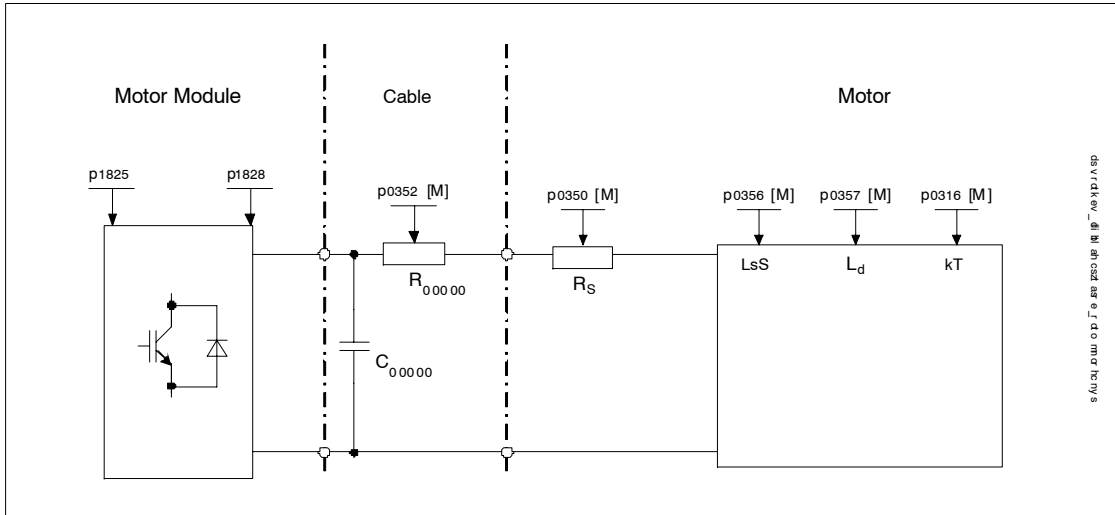 Motor Module
Cable
Motor
p1825
p1828
p0352 [M]
p0350 [M]
p0356 [M]
p0357 [M]
p0316 [M]
R00000
RS
LsS
Ld
kT
C00000